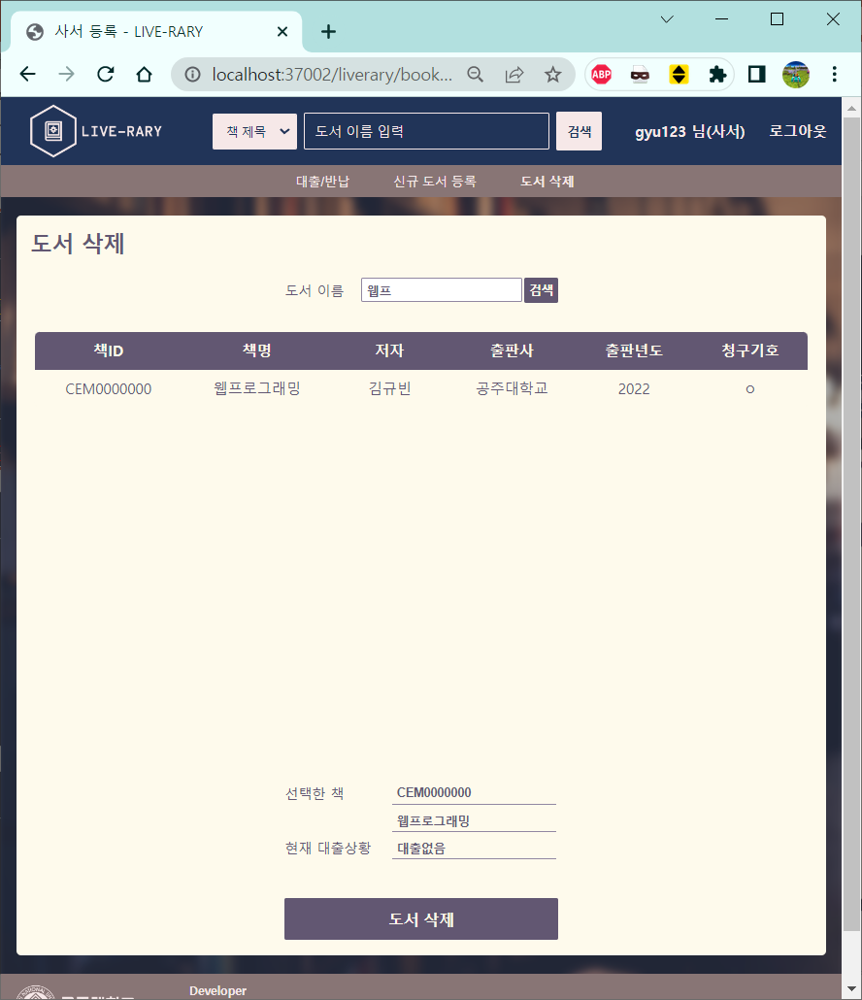 사서 등록 - LIVE-RARY
localhost:37002/liverary/book...
ABP
LIVE-RARY
책 제목
도서 이름 입력
검색
gyu123 님(사서)
로그아웃
대출/반납
신규 도서 등록
도서 삭제
도서 삭제
도서 이름
웹프
검색
책ID 책명 저자 출판사 출판년도 청구기호
CEM0000000 웹프로그래밍 김규빈 공주대학교 2022 ㅇ
선택한 책 CEM0000000
웹프로그래밍
현재 대출상황 대출없음
도서 삭제
Developer